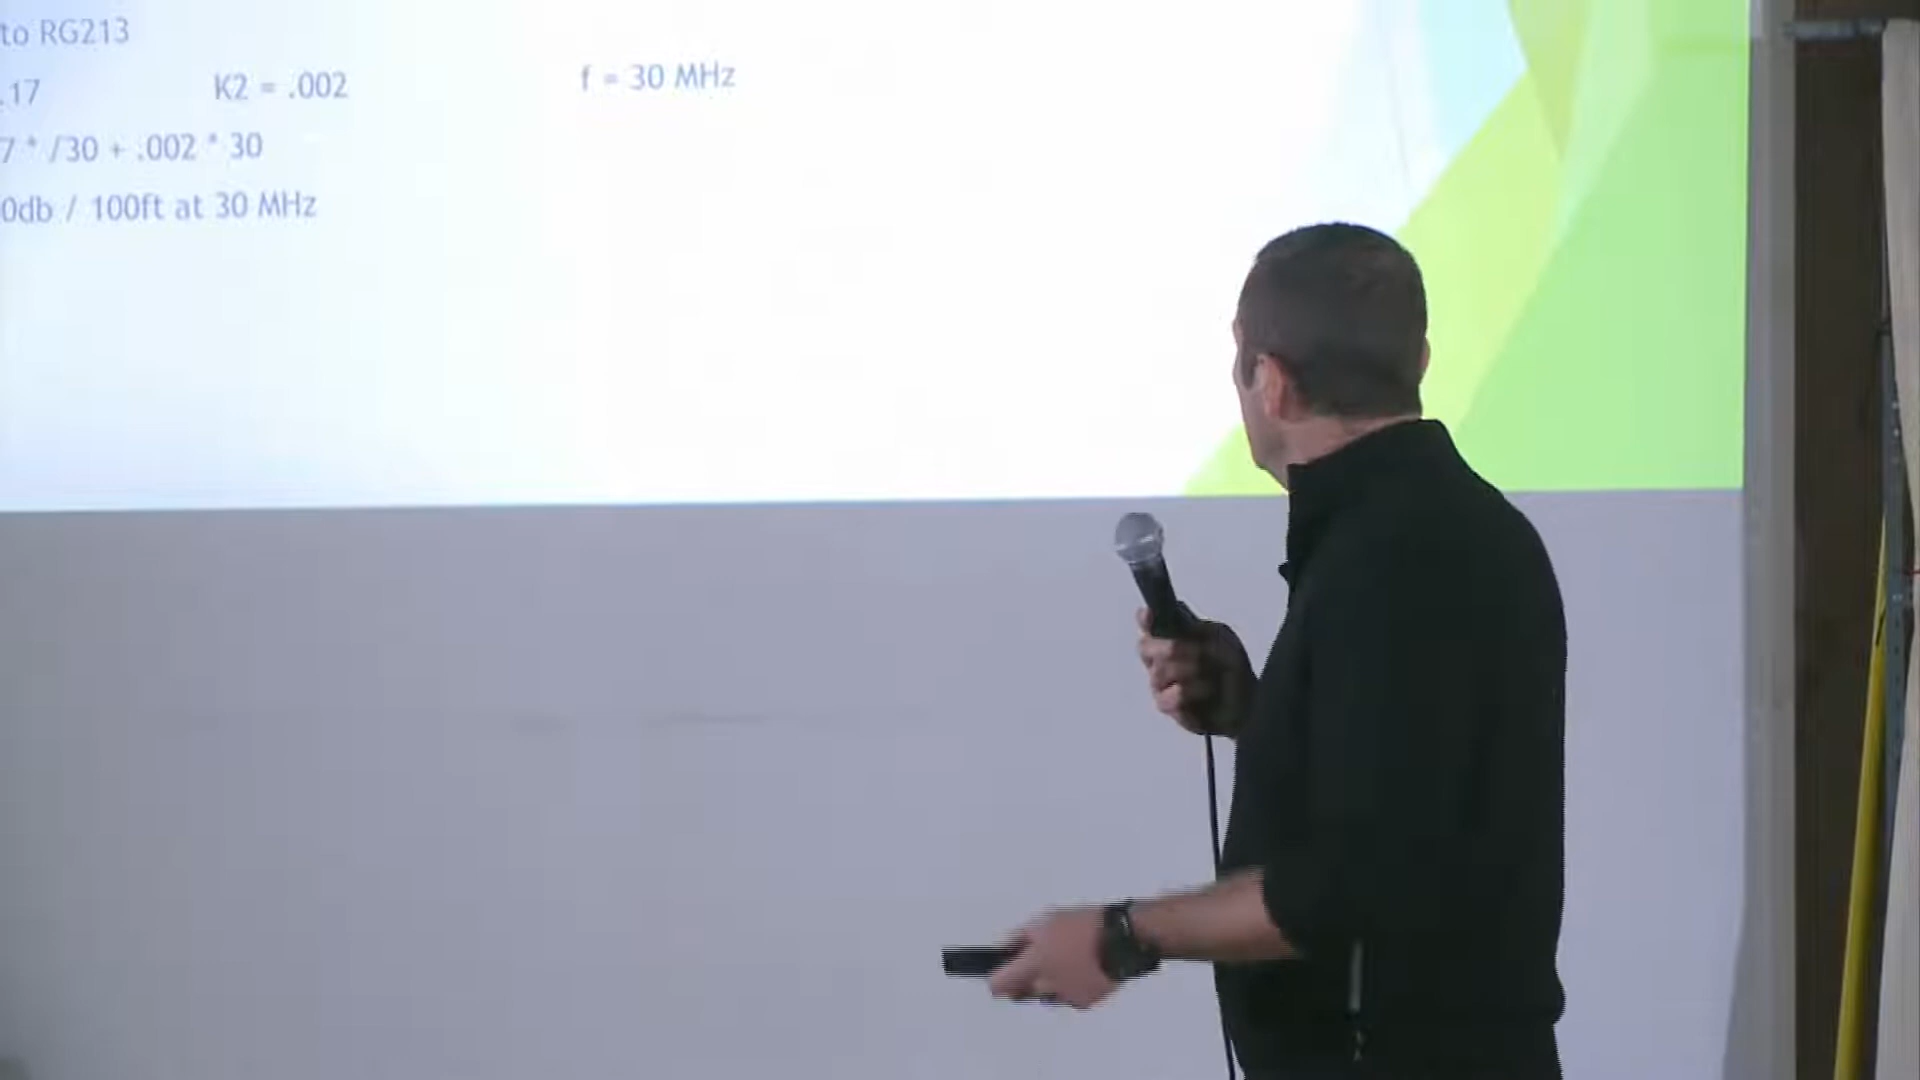 to RG213
.17 K2 = .002 f = 30 MHz
7 * /30 + .002 * 30
0db / 100ft at 30 MHz